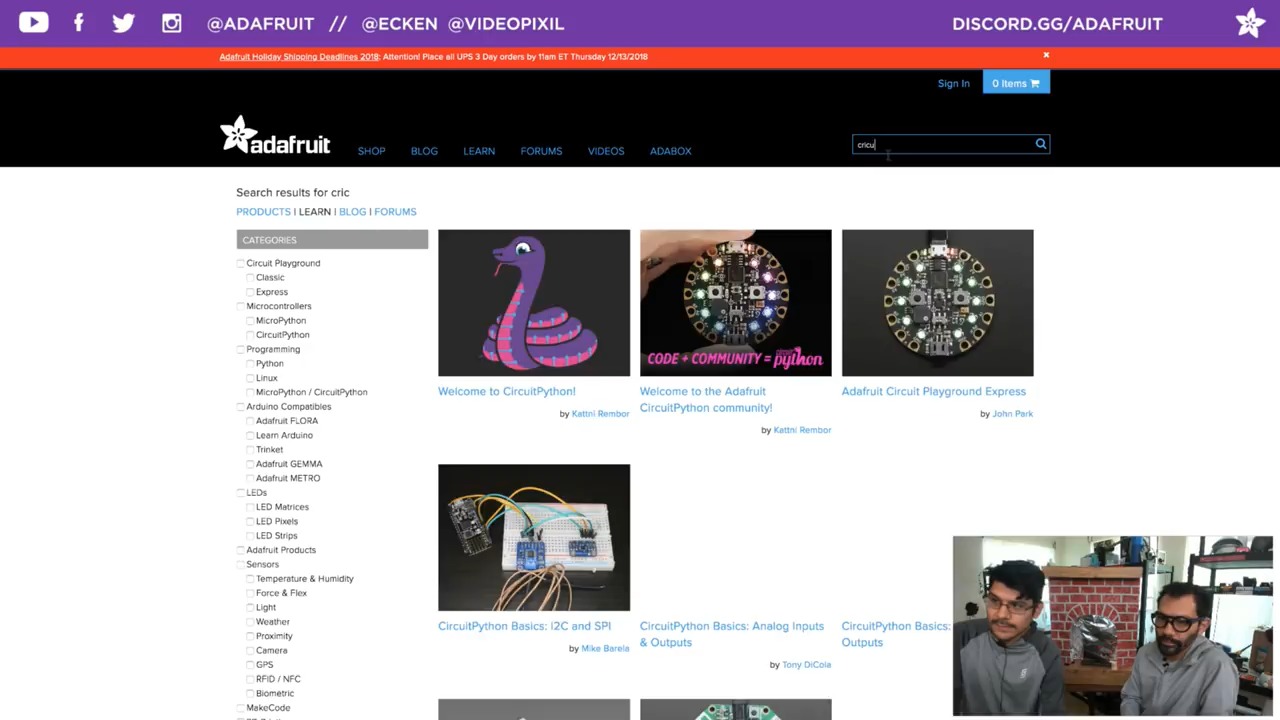 @ADAFRUIT // @ECKEN @VIDEOPIXIL
DISCORD.GG/ADAFRUIT
Adafruit Holiday Shipping Deadlines 2018: Attention! Place all UPS 3 Day orders by 11am ET Thursday 12/13/2018
Sign In
0 Items
adafruit
SHOP
BLOG
LEARN
FORUMS
VIDEOS
ADABOX
cricu
Search results for cric
PRODUCTS | LEARN | BLOG | FORUMS
CATEGORIES
Circuit Playground
Classic
Express
Microcontrollers
MicroPython
CircuitPython
Programming
Python
Linux
MicroPython / CircuitPython
Arduino Compatibles
Adafruit FLORA
Learn Arduino
Trinket
Adafruit GEMMA
Adafruit METRO
LEDs
LED Matrices
LED Pixels
LED Strips
Adafruit Products
Sensors
Temperature & Humidity
Force & Flex
Light
Weather
Proximity
Camera
GPS
RFID / NFC
Biometric
MakeCode
Welcome to CircuitPython!
by Kattni Rembor
CODE + COMMUNITY = python
Welcome to the Adafruit
CircuitPython community!
by Kattni Rembor
Adafruit Circuit Playground Express
by John Park
CircuitPython Basics: i2C and SPI
by Mike Barela
CircuitPython Basics: Analog Inputs
& Outputs
by Tony DiCola
CircuitPython Basics:
Outputs